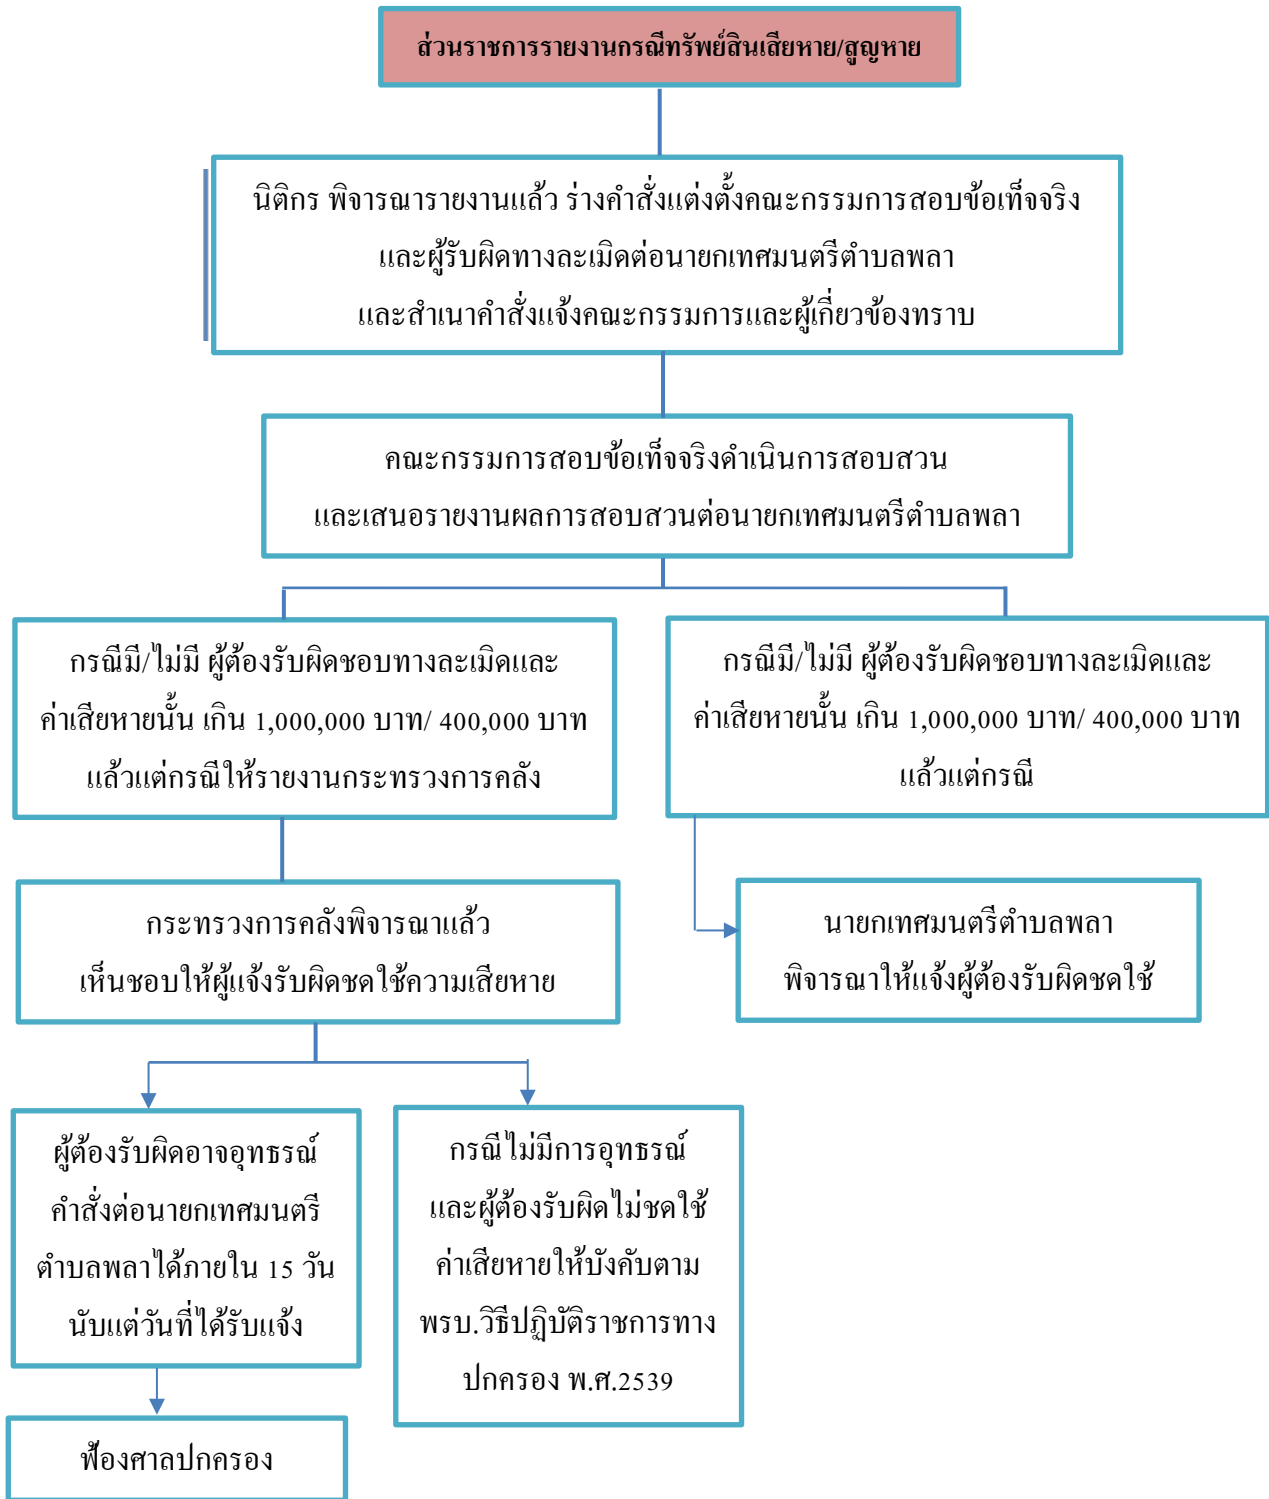 ส่วนราชการรายงานกรณีทรัพย์สินเสียหาย/สูญหาย
นิติกร พิจารณารายงานแล้ว ร่างคำสั่งแต่งตั้งคณะกรรมการสอบข้อเท็จจริง
และผู้รับผิดทางละเมิดต่อนายกเทศมนตรีตำบลพลา
และสำเนาคำสั่งแจ้งคณะกรรมการและผู้เกี่ยวข้องทราบ
คณะกรรมการสอบข้อเท็จจริงดำเนินการสอบสวน
และเสนอรายงานผลการสอบสวนต่อนายกเทศมนตรีตำบลพลา
กรณีมี/ไม่มี ผู้ต้องรับผิดชอบทางละเมิดและ
ค่าเสียหายนั้น เกิน 1,000,000 บาท/ 400,000 บาท
แล้วแต่กรณีให้รายงานกระทรวงการคลัง
กรณีมี/ไม่มี ผู้ต้องรับผิดชอบทางละเมิดและ
ค่าเสียหายนั้น เกิน 1,000,000 บาท/ 400,000 บาท
แล้วแต่กรณี
กระทรวงการคลังพิจารณาแล้ว
เห็นชอบให้ผู้แจ้งรับผิดชดใช้ความเสียหาย
นายกเทศมนตรีตำบลพลา
พิจารณาให้แจ้งผู้ต้องรับผิดชดใช้
ผู้ต้องรับผิดอาจอุทธรณ์
คำสั่งต่อนายกเทศมนตรี
ตำบลพลาได้ภายใน 15 วัน
นับแต่วันที่ได้รับแจ้ง
กรณีไม่มีการอุทธรณ์
และผู้ต้องรับผิดไม่ชดใช้
ค่าเสียหายให้บังคับตาม
พรบ.วิธีปฏิบัติราชการทาง
ปกครอง พ.ศ.2539
ฟ้องศาลปกครอง